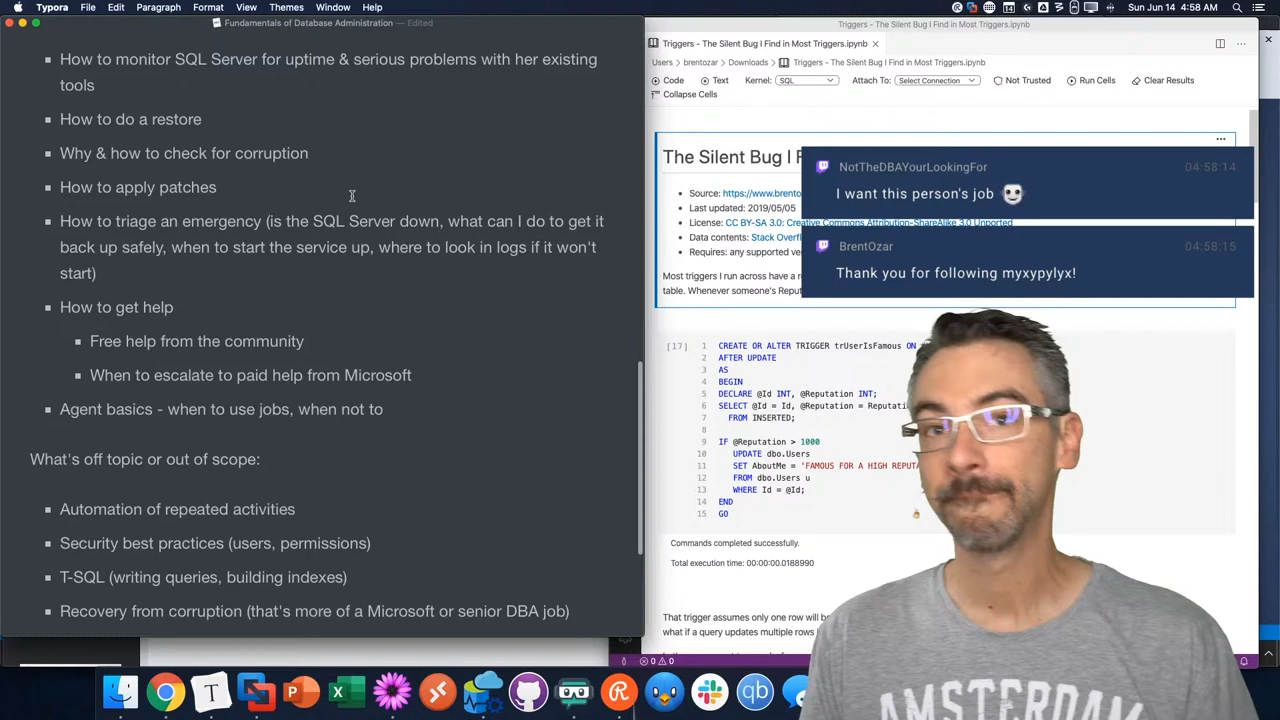 Typora File Edit Paragraph Format View Themes Window Help
Sun Jun 14 4:58 AM
Fundamentals of Database Administration — Edited
How to monitor SQL Server for uptime & serious problems with her existing
tools
How to do a restore
Why & how to check for corruption
How to apply patches
How to triage an emergency (is the SQL Server down, what can I do to get it
back up safely, when to start the service up, where to look in logs if it won't
start)
How to get help
Free help from the community
When to escalate to paid help from Microsoft
Agent basics - when to use jobs, when not to
What's off topic or out of scope:
Automation of repeated activities
Security best practices (users, permissions)
T-SQL (writing queries, building indexes)
Recovery from corruption (that's more of a Microsoft or senior DBA job)
Triggers - The Silent Bug I Find in Most Triggers.ipynb
Triggers - The Silent Bug I Find in Most Triggers.ipynb
Users > brentozar > Downloads > Triggers - The Silent Bug I Find in Most Triggers.ipynb
Code Text Kernel: SQL Attach To: Select Connection Not Trusted Run Cells Clear Results
Collapse Cells
The Silent Bug I F
Source: https://www.brento
Last updated: 2019/05/05
License: CC BY-SA 3.0: Creative Commons Attribution-ShareAlike 3.0 Unported
Data contents: Stack Overfl
Requires: any supported ve
Most triggers I run across have a
table. Whenever someone's Reput
NotTheDBAYourLookingFor 04:58:14
I want this person's job
BrentOzar 04:58:15
Thank you for following myxypylyx!
[17] 1 CREATE OR ALTER TRIGGER trUserIsFamous ON
2 AFTER UPDATE
3 AS
4 BEGIN
5 DECLARE @Id INT, @Reputation INT;
6 SELECT @Id = Id, @Reputation = Reputati
7 FROM INSERTED;
8
9 IF @Reputation > 1000
10 UPDATE dbo.Users
11 SET AboutMe = 'FAMOUS FOR A HIGH REPUTA
12 FROM dbo.Users u
13 WHERE Id = @Id;
14 END
15 GO
Commands completed successfully.
Total execution time: 00:00:00.0188990
That trigger assumes only one row will be
what if a query updates multiple rows
0 0
AMSTERDAM